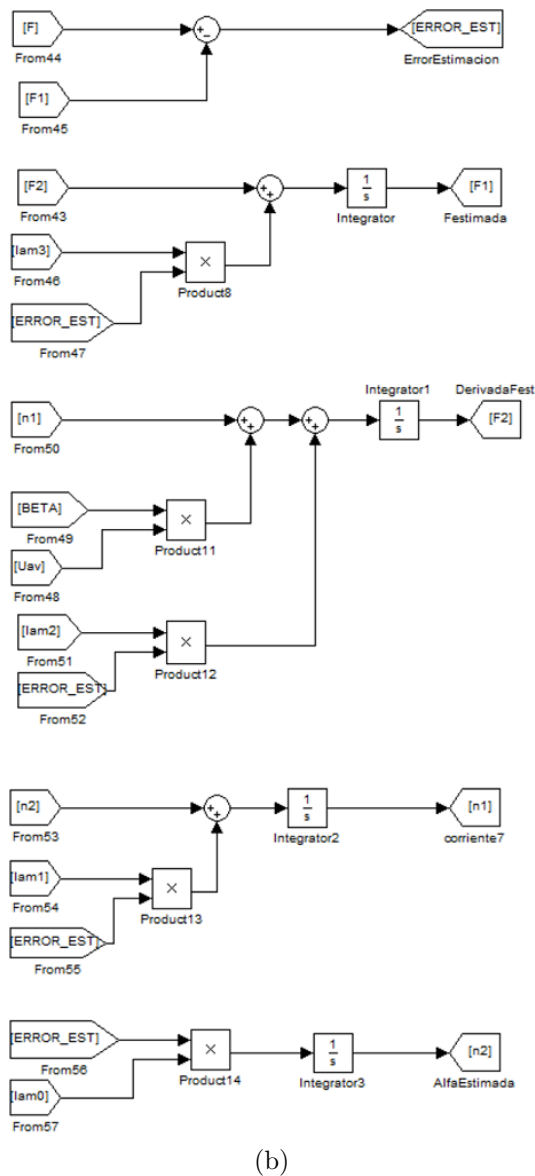 [F]
From44
+
−
[ERROR_EST]
ErrorEstimacion
[F1]
From45
[F2]
From43
+
+
1
s
Integrator
[F1]
Festimada
[lam3]
From46
×
Product8
[ERROR_EST]
From47
[n1]
From50
+
+
+
+
Integrator1
1
s
DerivadaFest
[F2]
[BETA]
From49
×
Product11
[Uav]
From48
[lam2]
From51
×
Product12
[ERROR_EST]
From52
[n2]
From53
+
+
1
s
Integrator2
[n1]
corriente7
[lam1]
From54
×
Product13
[ERROR_EST]
From55
[ERROR_EST]
From56
×
Product14
1
s
Integrator3
[n2]
AlfaEstimada
[lam0]
From57
(b)